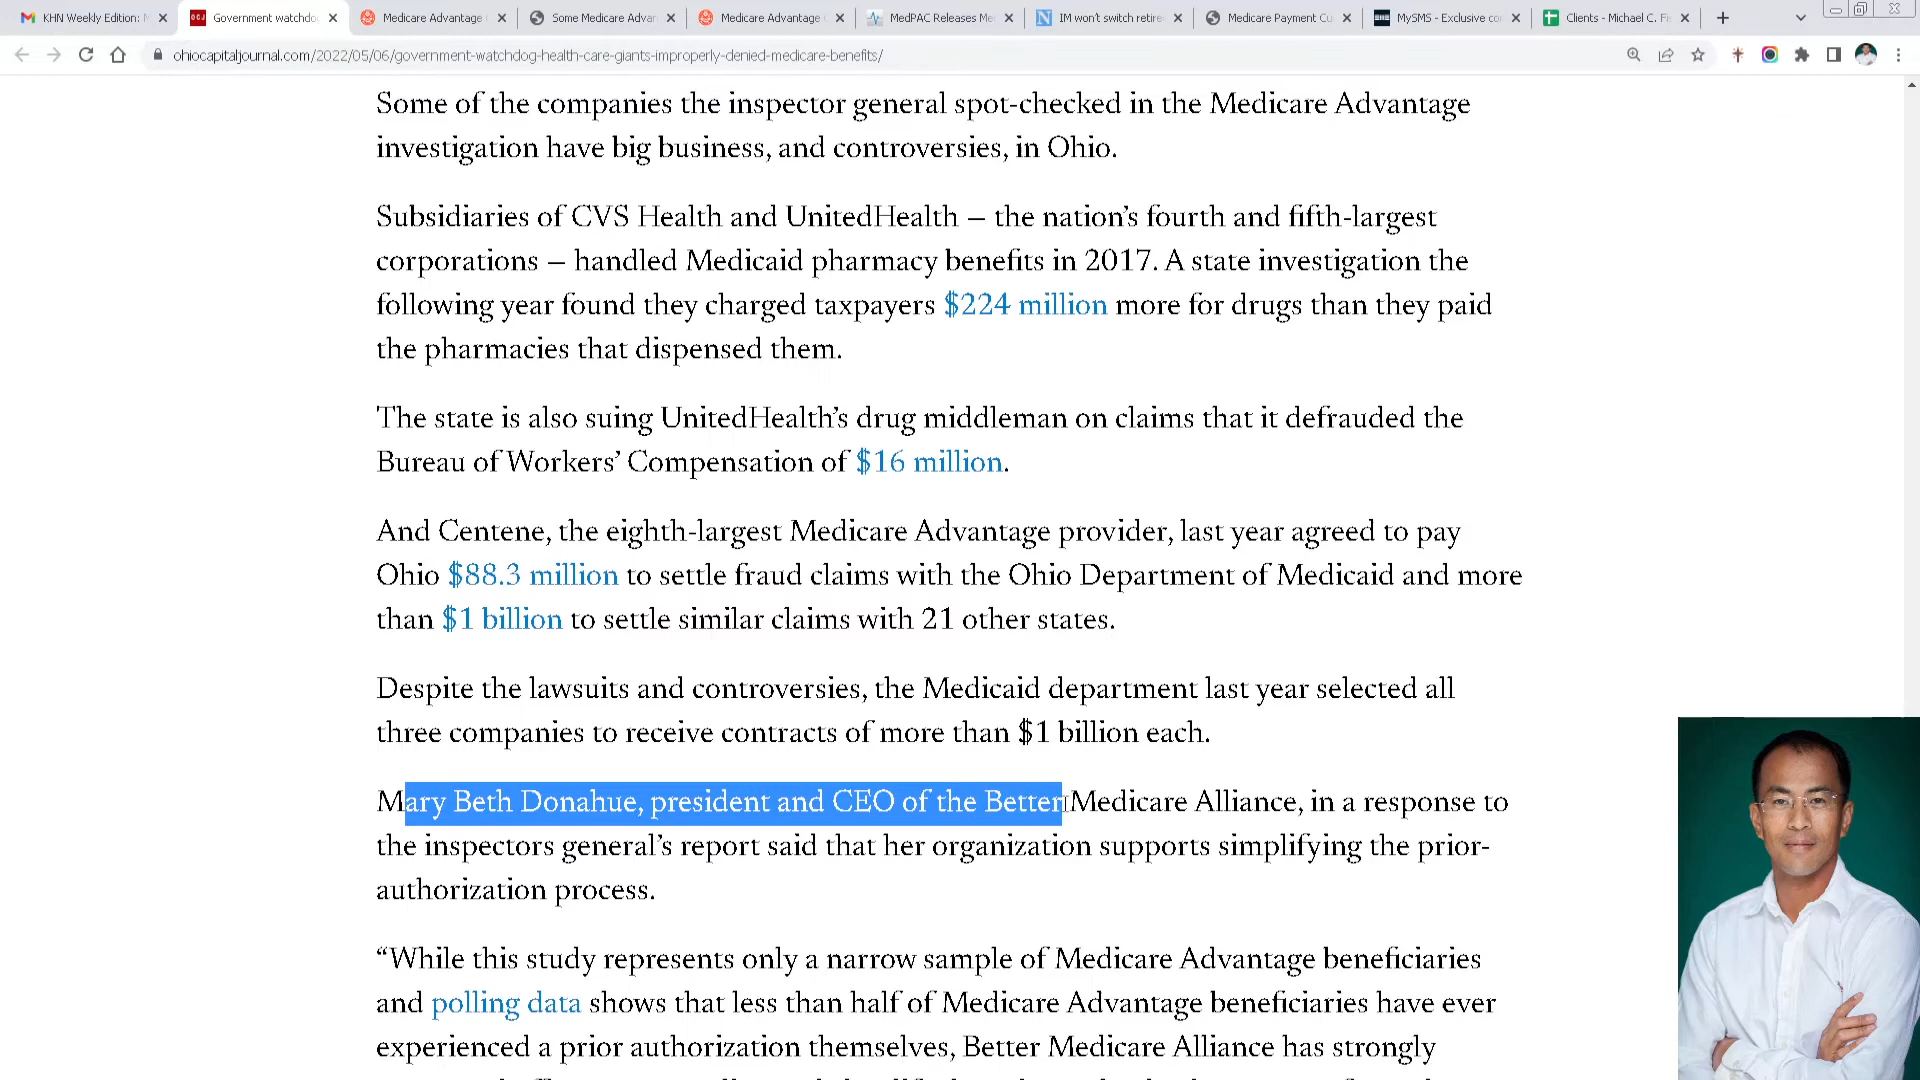 KHN Weekly Edition: M
Government watchdo
Medicare Advantage
Some Medicare Advan
Medicare Advantage
MedPAC Releases Me
IM won't switch retire
Medicare Payment Cu
MySMS - Exclusive co
Clients - Michael C. Fi
ohiocapitaljournal.com/2022/05/06/government-watchdog-health-care-giants-improperly-denied-medicare-benefits/
Some of the companies the inspector general spot-checked in the Medicare Advantage
investigation have big business, and controversies, in Ohio.
Subsidiaries of CVS Health and UnitedHealth – the nation’s fourth and fifth-largest
corporations – handled Medicaid pharmacy benefits in 2017. A state investigation the
following year found they charged taxpayers $224 million more for drugs than they paid
the pharmacies that dispensed them.
The state is also suing UnitedHealth’s drug middleman on claims that it defrauded the
Bureau of Workers’ Compensation of $16 million.
And Centene, the eighth-largest Medicare Advantage provider, last year agreed to pay
Ohio $88.3 million to settle fraud claims with the Ohio Department of Medicaid and more
than $1 billion to settle similar claims with 21 other states.
Despite the lawsuits and controversies, the Medicaid department last year selected all
three companies to receive contracts of more than $1 billion each.
Mary Beth Donahue, president and CEO of the Better Medicare Alliance, in a response to
the inspectors general’s report said that her organization supports simplifying the prior-
authorization process.
“While this study represents only a narrow sample of Medicare Advantage beneficiaries
and polling data shows that less than half of Medicare Advantage beneficiaries have ever
experienced a prior authorization themselves, Better Medicare Alliance has strongly